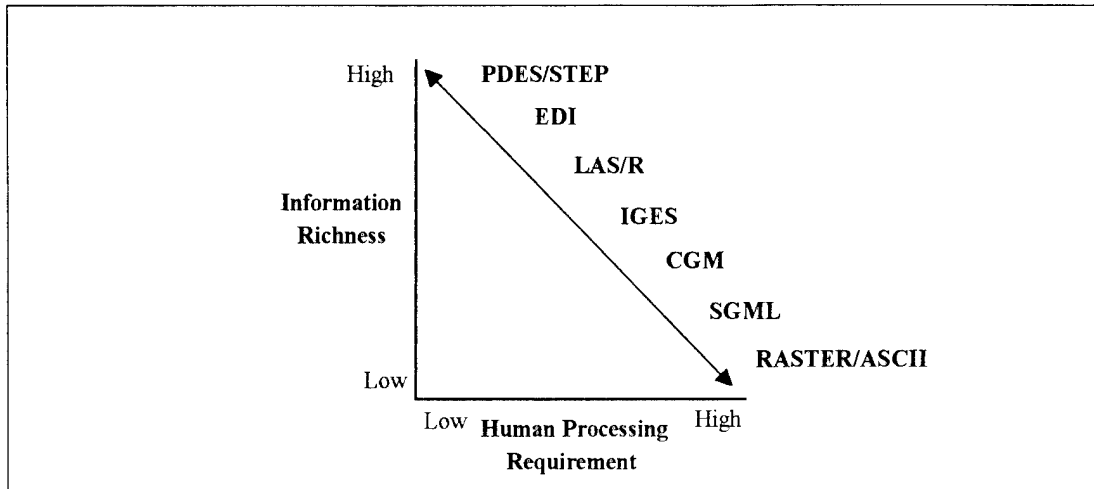 High
PDES/STEP
EDI
LAS/R
Information
Richness
IGES
CGM
SGML
RASTER/ASCII
Low
Low
Human Processing
Requirement
High